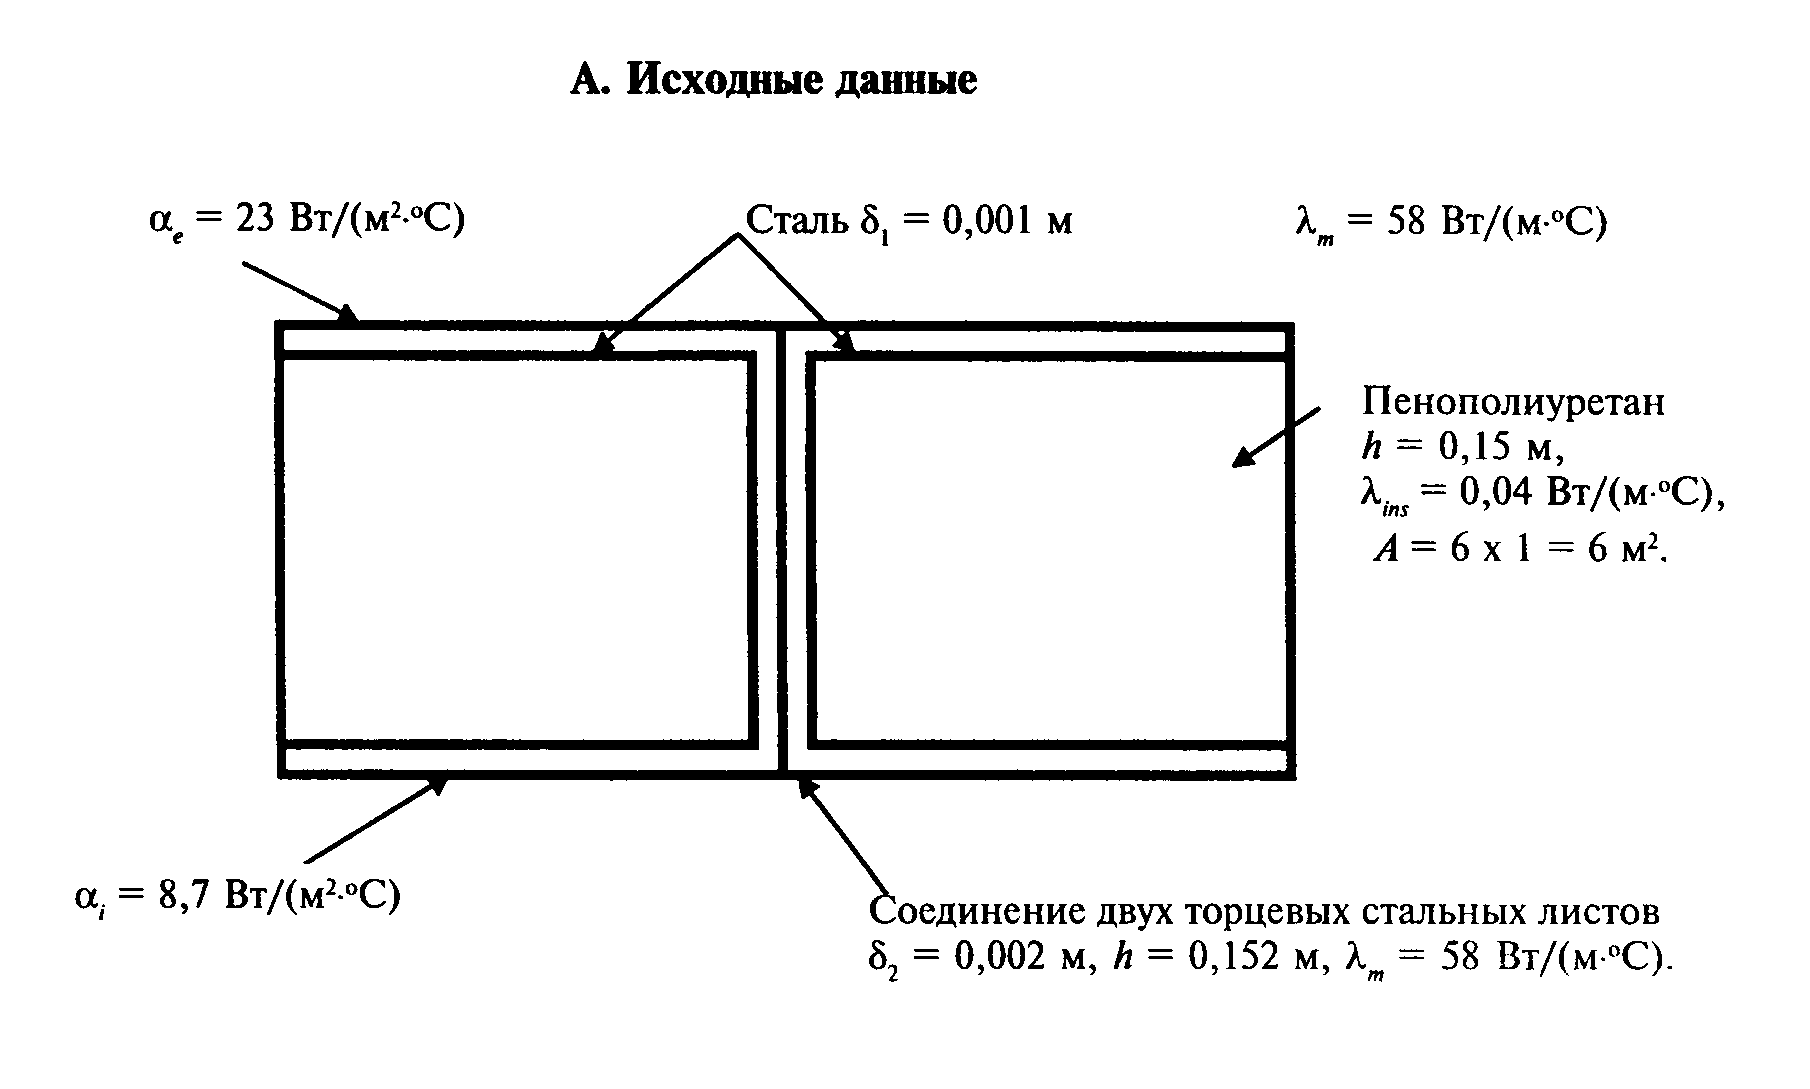 А. Исходные данные
αe = 23 Вт/(м²·°С)
Сталь δ1 = 0,001 м
λm = 58 Вт/(м·°С)
Пенополиуретан
h = 0,15 м,
λins = 0,04 Вт/(м·°С),
A = 6 x 1 = 6 м².
αi = 8,7 Вт/(м²·°С)
Соединение двух торцевых стальных листов
δ2 = 0,002 м, h = 0,152 м, λm = 58 Вт/(м·°С).